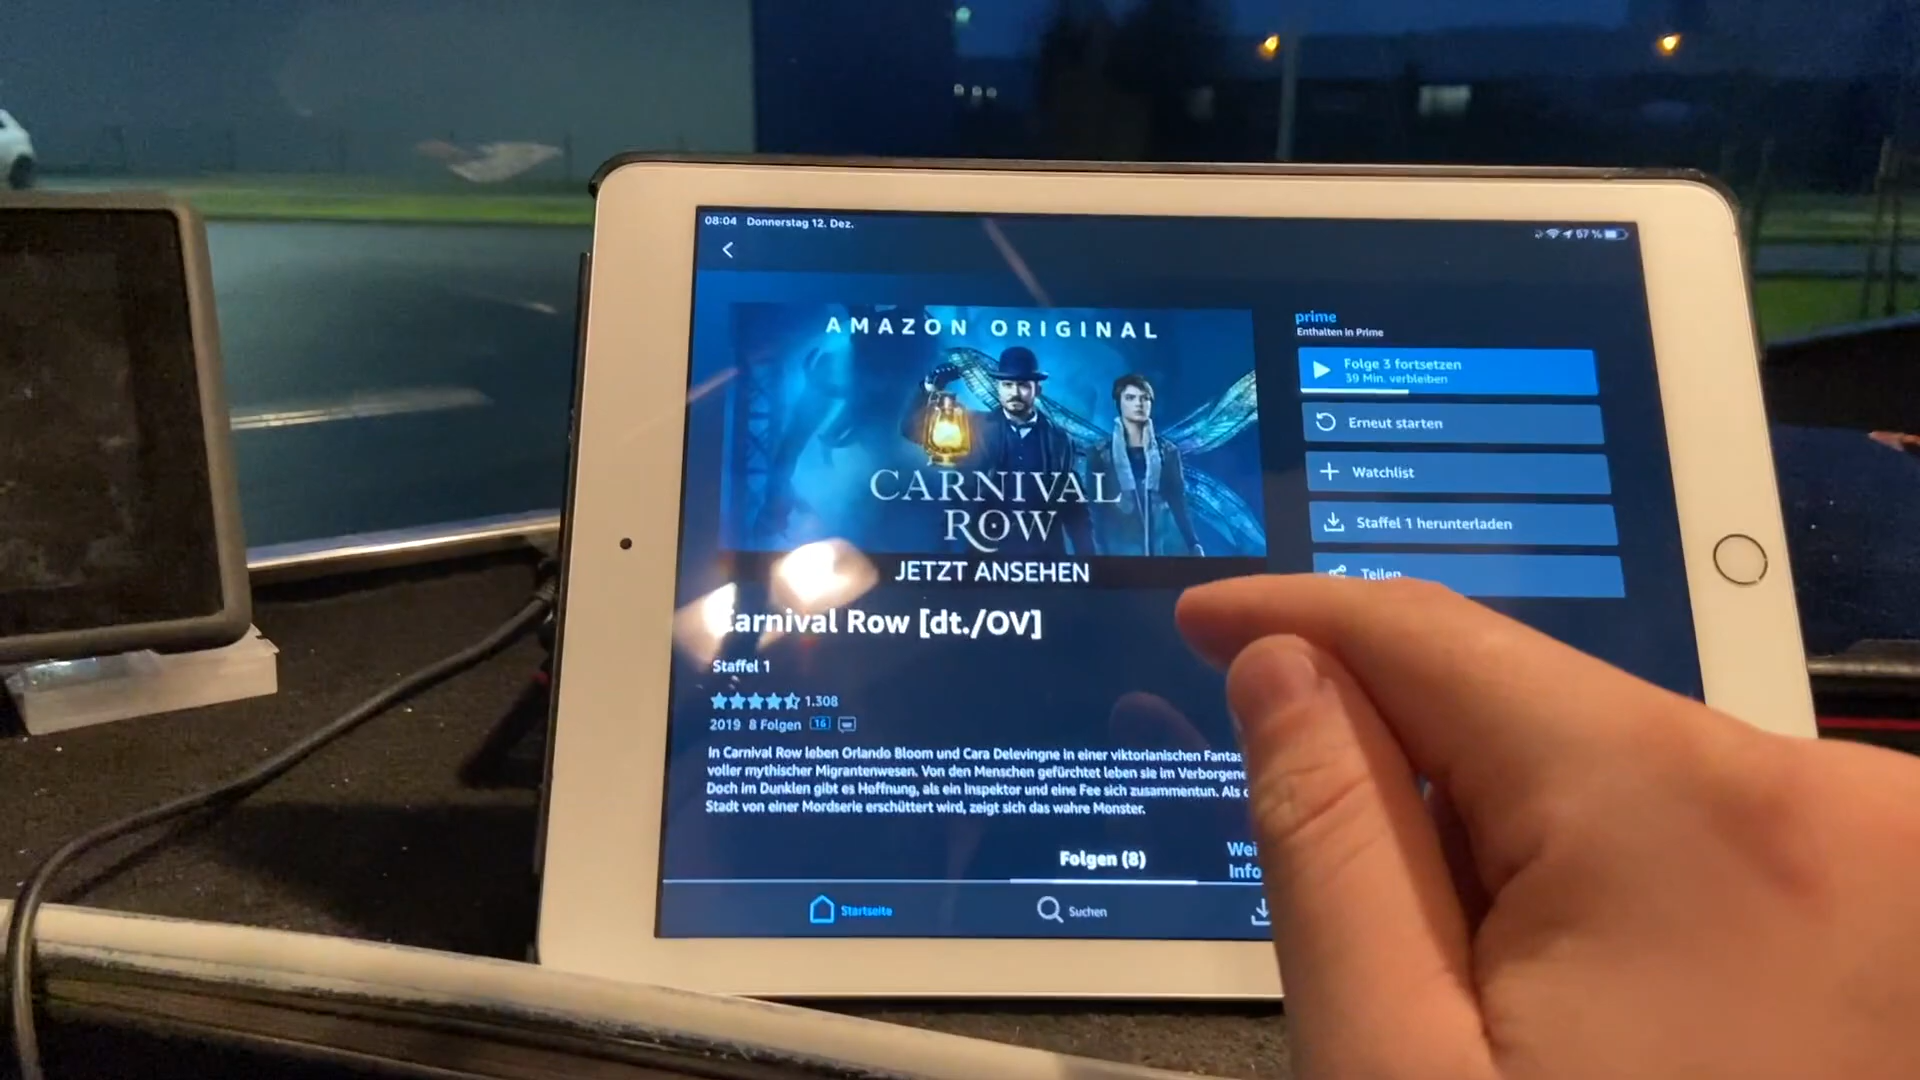 08:04 Donnerstag 12. Dez.
57 %
AMAZON ORIGINAL
CARNIVAL
ROW
JETZT ANSEHEN
prime
Enthalten in Prime
Folge 3 fortsetzen
39 Min. verbleiben
Erneut starten
Watchlist
Staffel 1 herunterladen
Teilen
Carnival Row [dt./OV]
Staffel 1
1.308
2019 8 Folgen 16
In Carnival Row leben Orlando Bloom und Cara Delevingne in einer viktorianischen Fantas
voller mythischer Migrantenwesen. Von den Menschen gefürchtet leben sie im Verborgene
Doch im Dunklen gibt es Hoffnung, als ein Inspektor und eine Fee sich zusammentun. Als
Stadt von einer Mordserie erschüttert wird, zeigt sich das wahre Monster.
Folgen (8)
Wei
Info
Startseite
Suchen